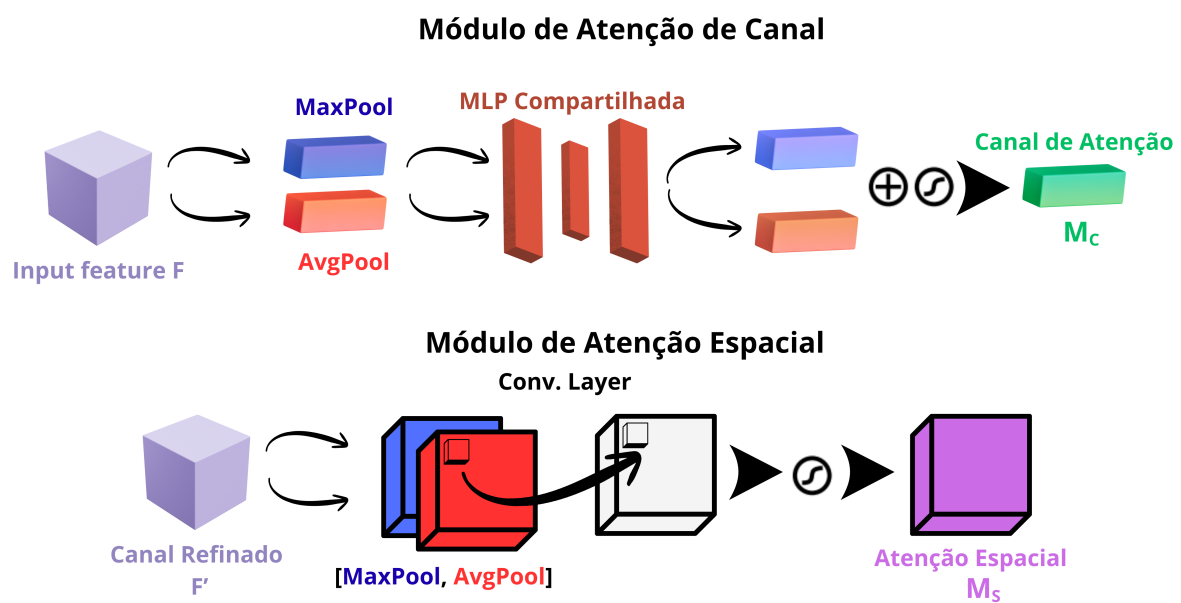 Módulo de Atenção de Canal
MaxPool
MLP Compartilhada
Canal de Atenção
Input feature F
AvgPool
MC
Módulo de Atenção Espacial
Conv. Layer
Canal Refinado
F’
[MaxPool, AvgPool]
Atenção Espacial
MS